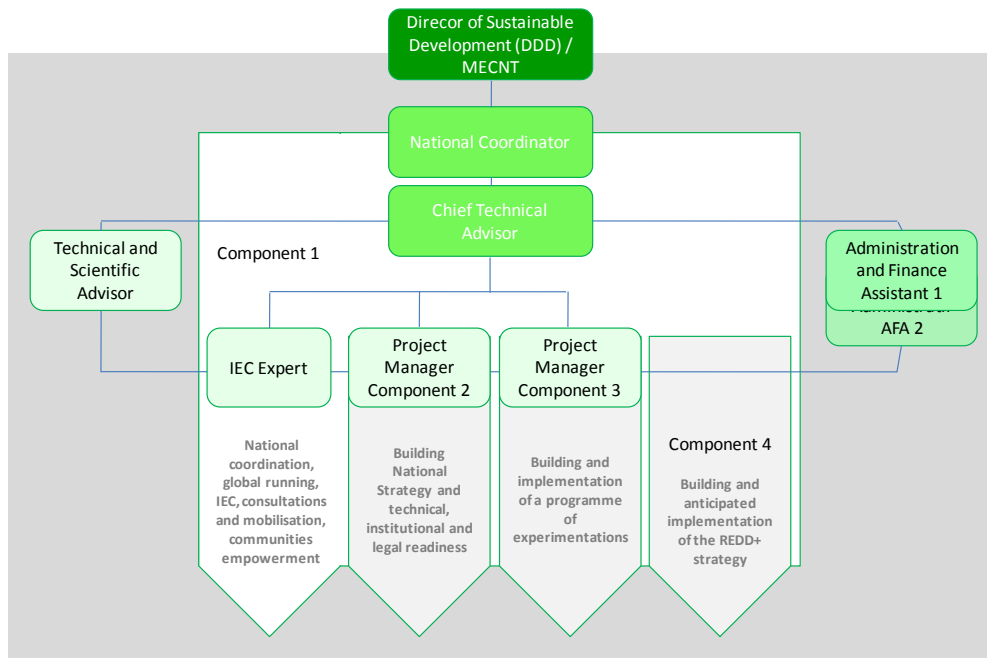 Direcor of Sustainable
Development (DDD) /
MECNT
National Coordinator
Chief Technical
Advisor
Technical and
Scientific
Advisor
Component 1
Administration
and Finance
Assistant 1
AFA 2
IEC Expert
Project
Manager
Component 2
Project
Manager
Component 3
National
coordination,
global running,
IEC, consultations
and mobilisation,
communities
empowerment
Building
National
Strategy and
technical,
institutional and
legal readiness
Building and
implementation
of a programme
of
experimentations
Component 4
Building and
anticipated
implementation
of the REDD+
strategy